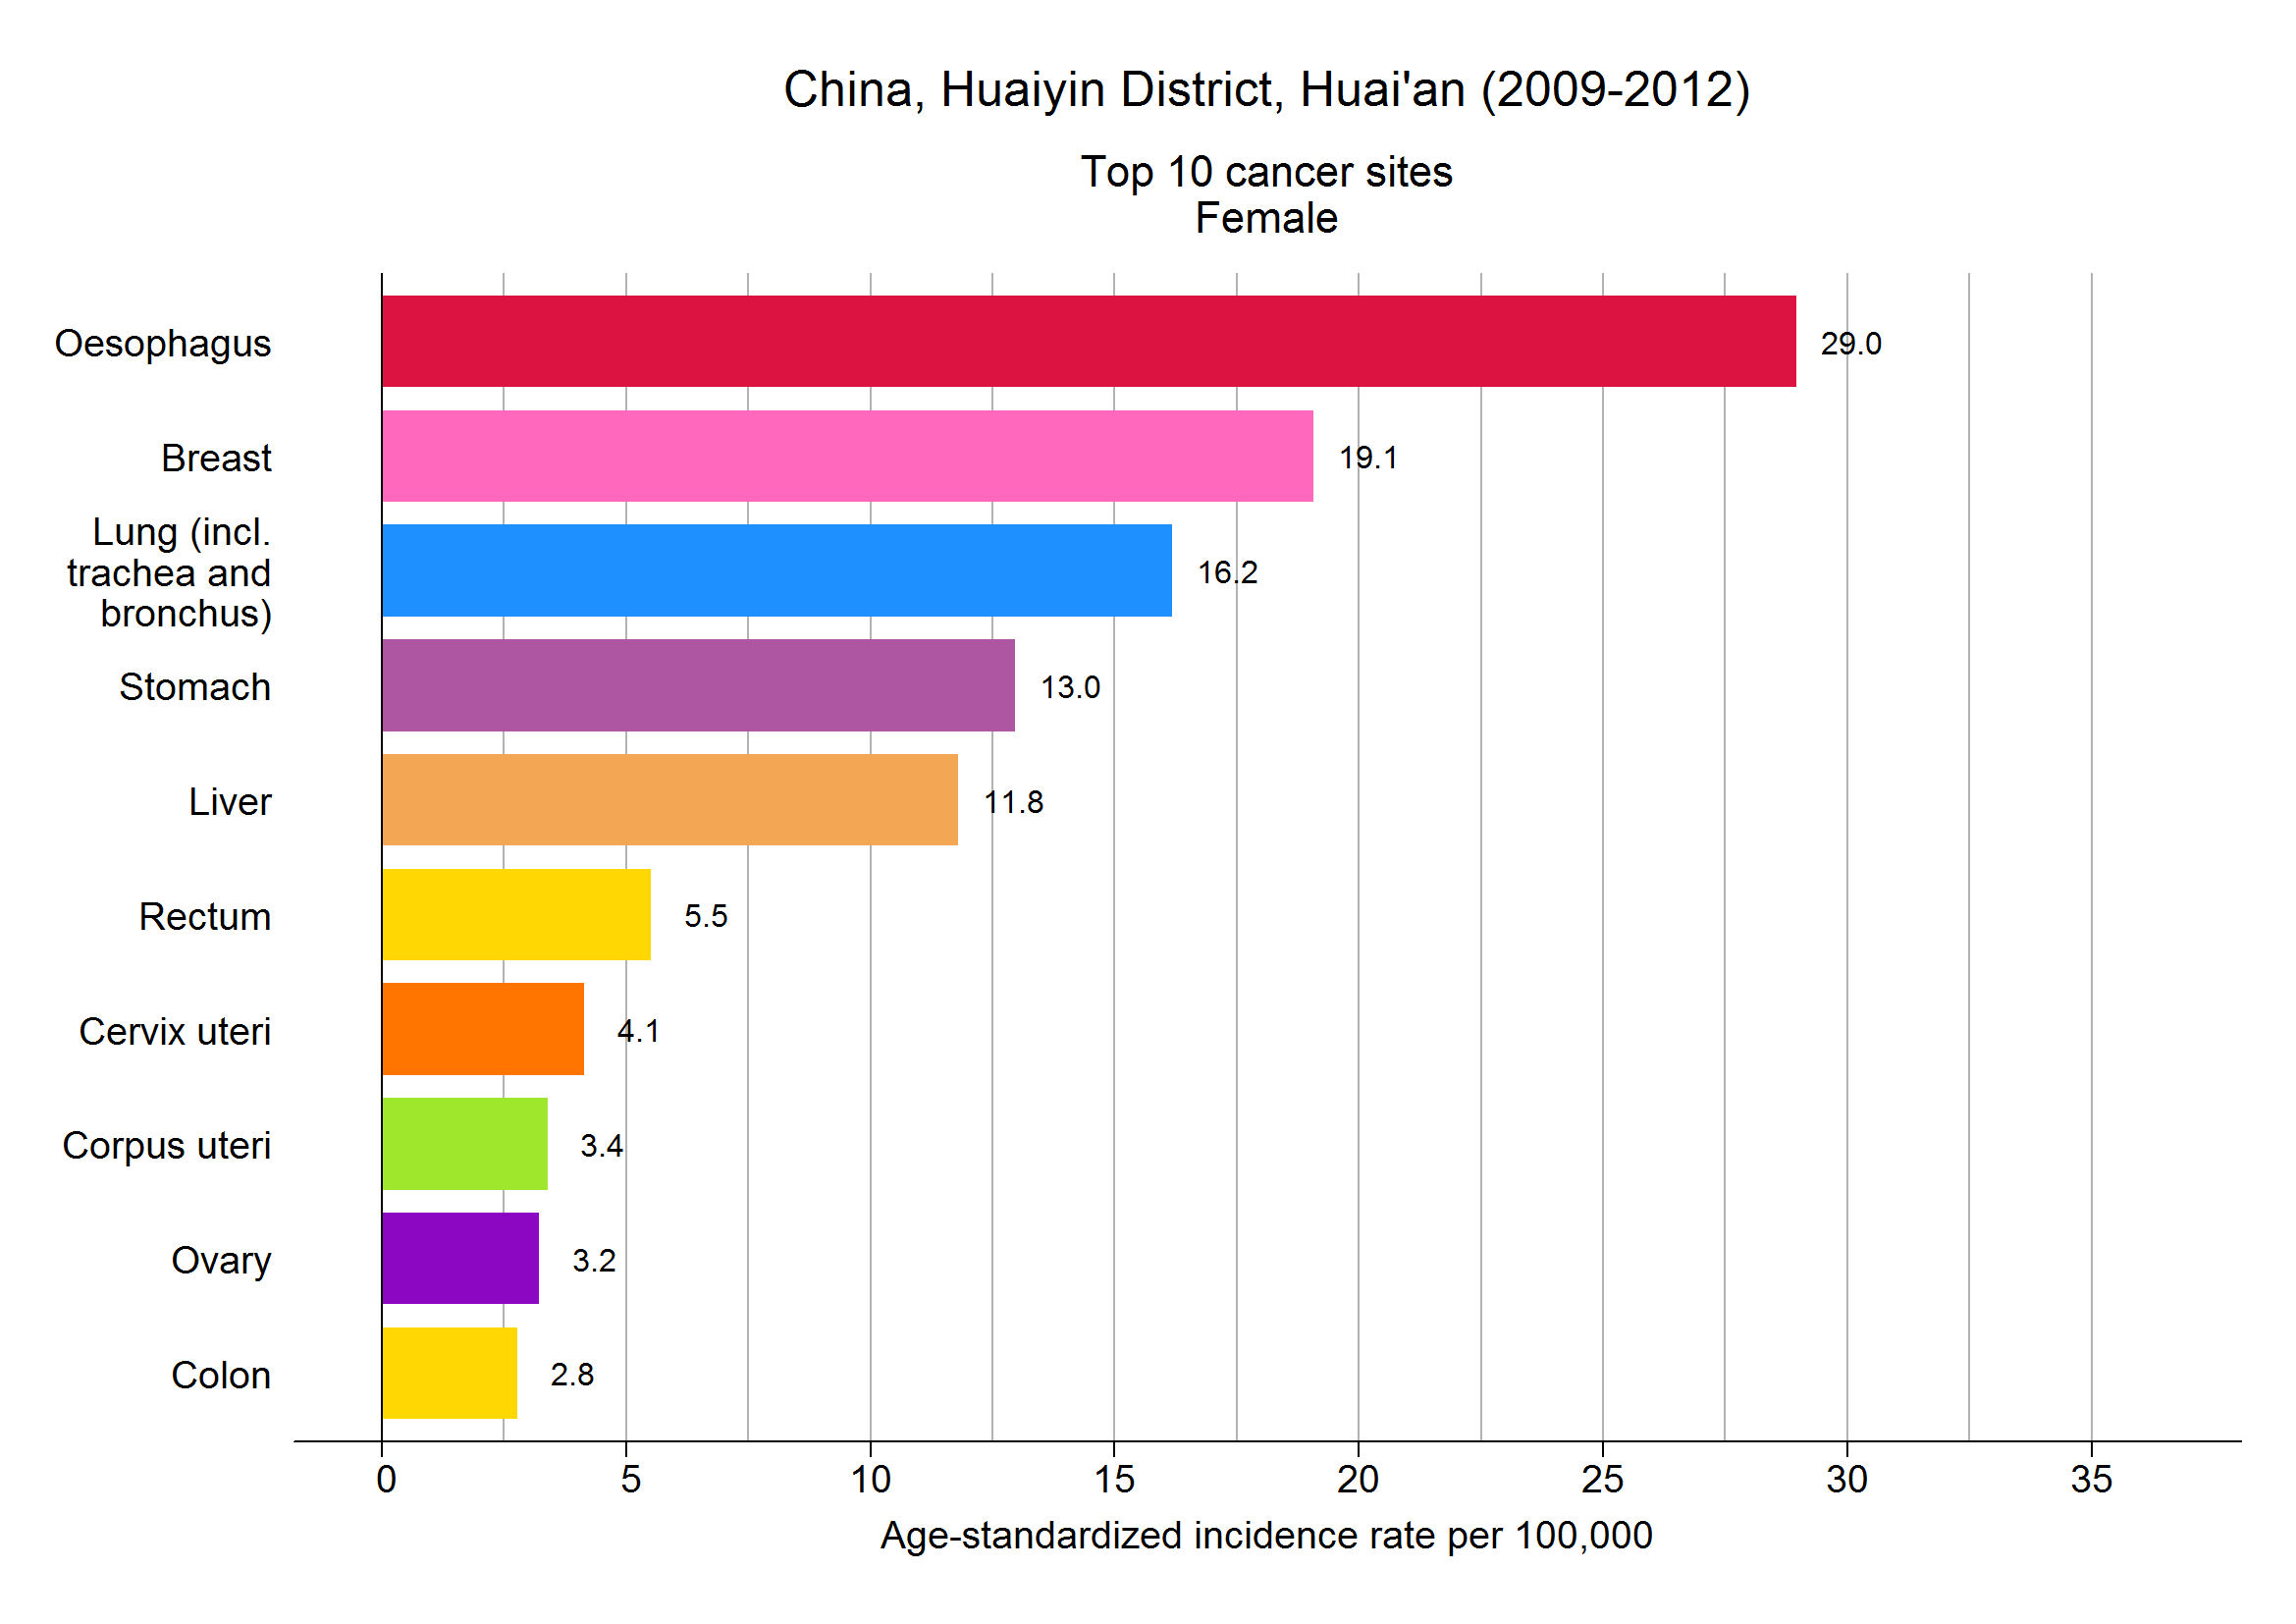 China, Huaiyin District, Huai'an (2009-2012)
Top 10 cancer sites
Female
Oesophagus
29.0
Breast
19.1
Lung (incl.
trachea and
bronchus)
16.2
Stomach
13.0
Liver
11.8
Rectum
5.5
Cervix uteri
4.1
Corpus uteri
3.4
Ovary
3.2
Colon
2.8
0 5 10 15 20 25 30 35
Age-standardized incidence rate per 100,000